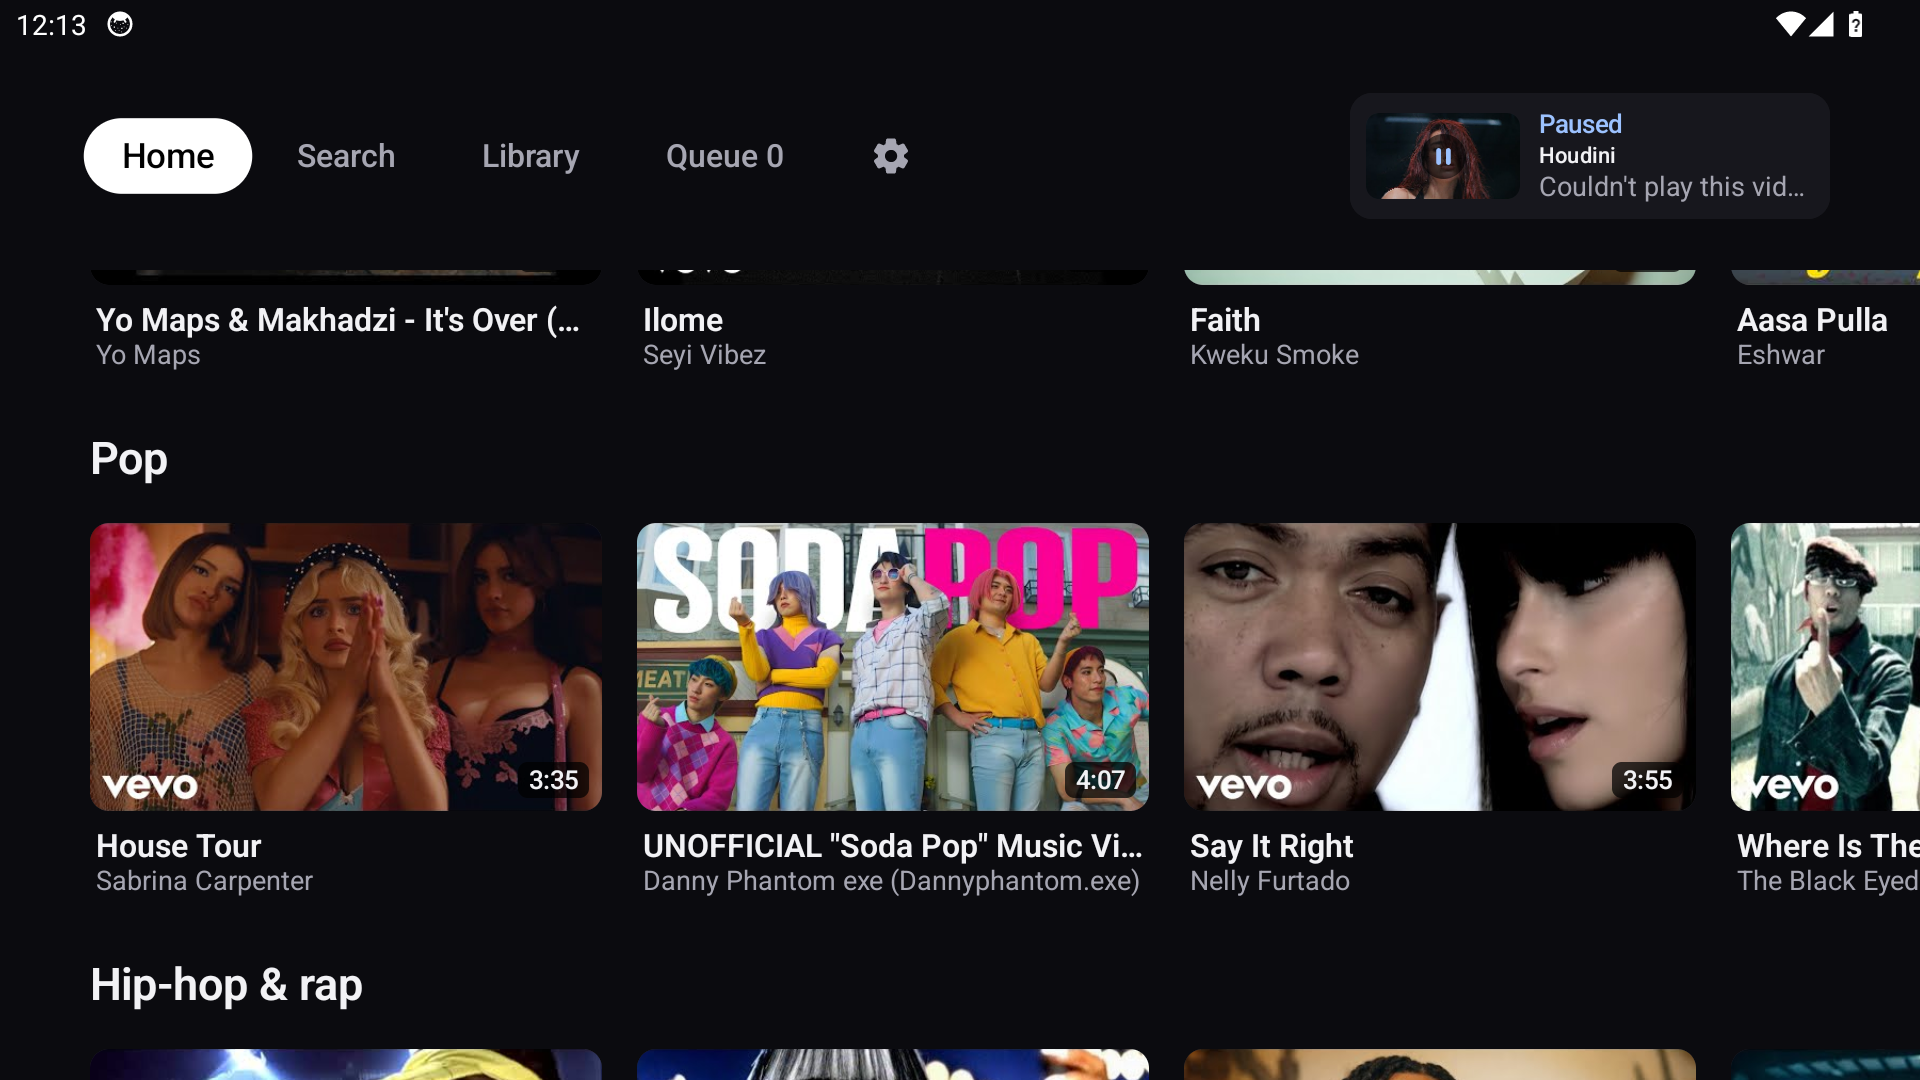 12:13
Home
Search
Library
Queue 0
Paused
Houdini
Couldn't play this vid...
Yo Maps & Makhadzi - It's Over (...
Yo Maps
Ilome
Seyi Vibez
Faith
Kweku Smoke
Aasa Pulla
Eshwar
Pop
vevo
3:35
SODA POP
MEAT
4:07
vevo
3:55
vevo
House Tour
Sabrina Carpenter
UNOFFICIAL "Soda Pop" Music Vi...
Danny Phantom exe (Dannyphantom.exe)
Say It Right
Nelly Furtado
Where Is The
The Black Eyed
Hip-hop & rap